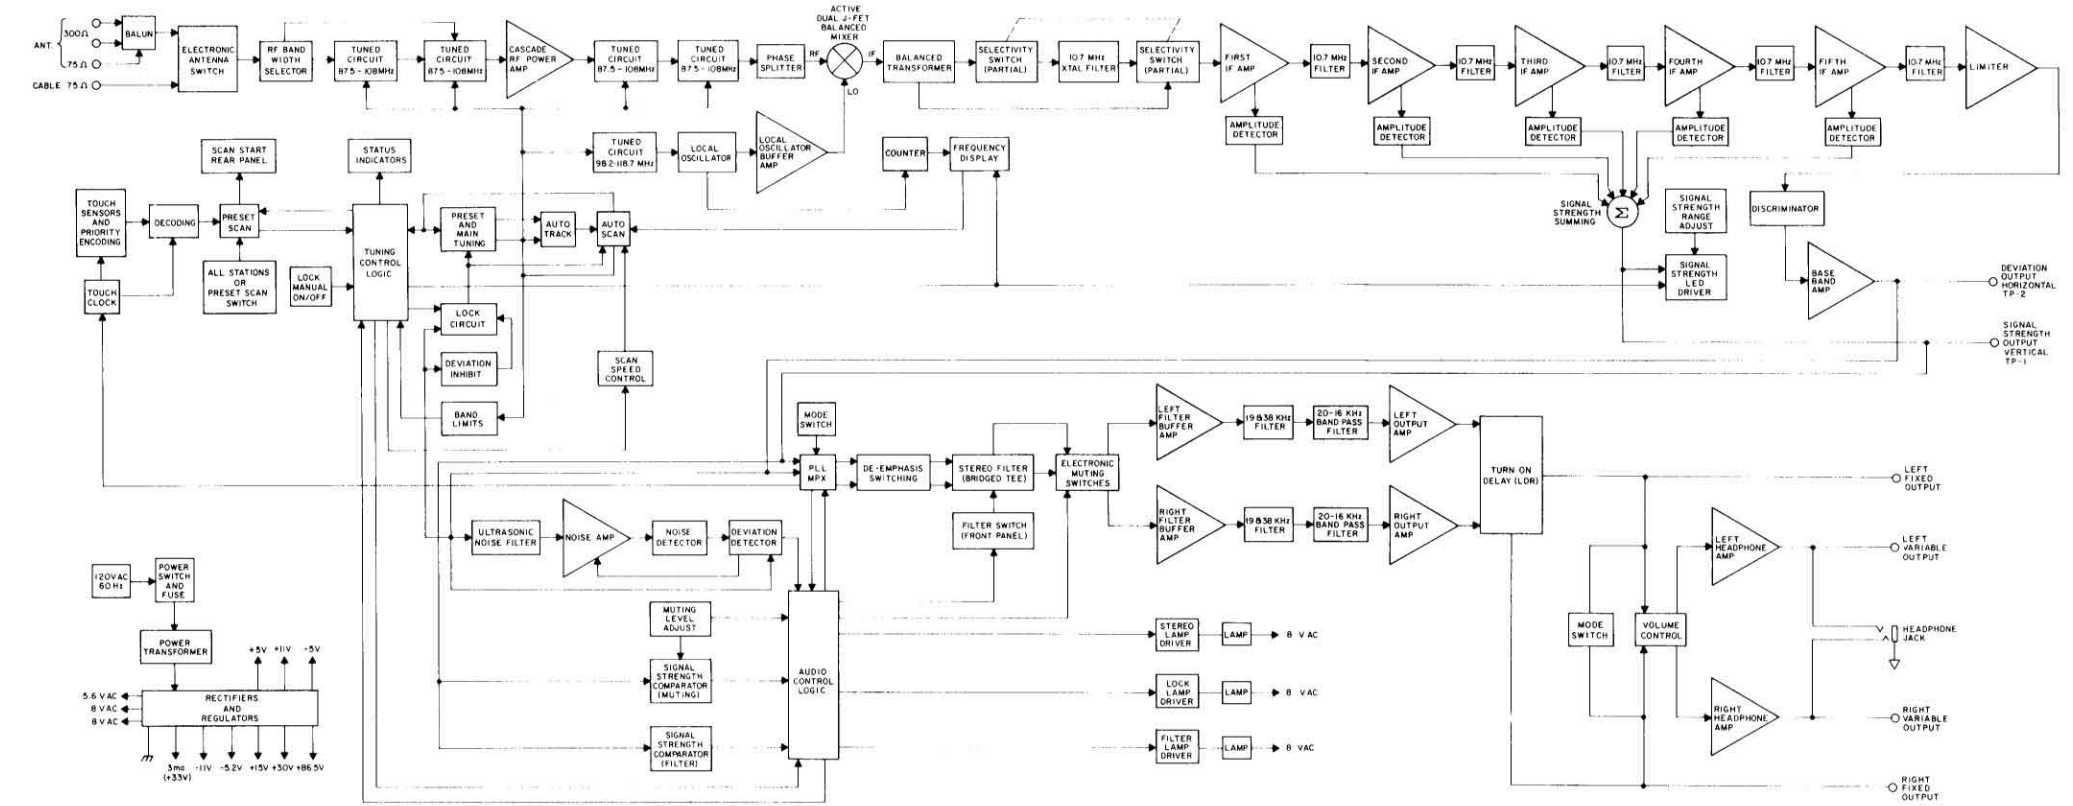 ANT.
300Ω
75Ω
CABLE 75Ω
BALUN
ELECTRONIC
ANTENNA
SWITCH
RF BAND
WIDTH
SELECTOR
TUNED
CIRCUIT
87.5-108MHz
TUNED
CIRCUIT
87.5-108MHz
CASCADE
RF POWER
AMP
TUNED
CIRCUIT
87.5-108MHz
TUNED
CIRCUIT
87.5-108MHz
PHASE
SPLITTER
RF
ACTIVE
DUAL J-FET
BALANCED
MIXER
IF
LO
BALANCED
TRANSFORMER
SELECTIVITY
SWITCH
(PARTIAL)
10.7 MHz
XTAL FILTER
SELECTIVITY
SWITCH
(PARTIAL)
FIRST
IF AMP
10.7 MHz
FILTER
SECOND
IF AMP
10.7 MHz
FILTER
THIRD
IF AMP
10.7 MHz
FILTER
FOURTH
IF AMP
10.7 MHz
FILTER
FIFTH
IF AMP
10.7 MHz
FILTER
LIMITER
AMPLITUDE
DETECTOR
AMPLITUDE
DETECTOR
AMPLITUDE
DETECTOR
AMPLITUDE
DETECTOR
AMPLITUDE
DETECTOR
SCAN START
REAR PANEL
STATUS
INDICATORS
TUNED
CIRCUIT
98.2-118.7 MHz
LOCAL
OSCILLATOR
LOCAL
OSCILLATOR
BUFFER
AMP
COUNTER
FREQUENCY
DISPLAY
TOUCH
SENSORS
AND
PRIORITY
ENCODING
DECODING
PRESET
SCAN
TUNING
CONTROL
LOGIC
PRESET
AND
MAIN
TUNING
AUTO
TRACK
AUTO
SCAN
SIGNAL
STRENGTH
SUMMING
Σ
SIGNAL
STRENGTH
RANGE
ADJUST
DISCRIMINATOR
TOUCH
CLOCK
ALL STATIONS
OR
PRESET SCAN
SWITCH
LOCK
MANUAL
ON/OFF
SIGNAL
STRENGTH
LED
DRIVER
BASE
BAND
AMP
DEVIATION
OUTPUT
HORIZONTAL
TP-2
LOCK
CIRCUIT
SIGNAL
STRENGTH
OUTPUT
VERTICAL
TP-1
DEVIATION
INHIBIT
SCAN
SPEED
CONTROL
BAND
LIMITS
MODE
SWITCH
PLL
MPX
DE-EMPHASIS
SWITCHING
STEREO FILTER
(BRIDGED TEE)
ELECTRONIC
MUTING
SWITCHES
LEFT
FILTER
BUFFER
AMP
19&38 KHz
FILTER
20-16 KHz
BAND PASS
FILTER
LEFT
OUTPUT
AMP
TURN ON
DELAY (LDR)
LEFT
FIXED
OUTPUT
FILTER SWITCH
(FRONT PANEL)
RIGHT
FILTER
BUFFER
AMP
19&38 KHz
FILTER
20-16 KHz
BAND PASS
FILTER
RIGHT
OUTPUT
AMP
ULTRASONIC
NOISE FILTER
NOISE AMP
NOISE
DETECTOR
DEVIATION
DETECTOR
LEFT
HEADPHONE
AMP
LEFT
VARIABLE
OUTPUT
120VAC
60Hz
POWER
SWITCH
AND
FUSE
POWER
TRANSFORMER
MUTING
LEVEL
ADJUST
SIGNAL
STRENGTH
COMPARATOR
(MUTING)
AUDIO
CONTROL
LOGIC
STEREO
LAMP
DRIVER
LAMP
8 VAC
MODE
SWITCH
VOLUME
CONTROL
HEADPHONE
JACK
+5V
+11V
-5V
5.6 VAC
8 VAC
8 VAC
RECTIFIERS
AND
REGULATORS
LOCK
LAMP
DRIVER
LAMP
8 VAC
RIGHT
HEADPHONE
AMP
RIGHT
VARIABLE
OUTPUT
SIGNAL
STRENGTH
COMPARATOR
(FILTER)
FILTER
LAMP
DRIVER
LAMP
8 VAC
3ma
(+33V)
-11V
-5.2V
+15V
+30V
+86.5V
RIGHT
FIXED
OUTPUT